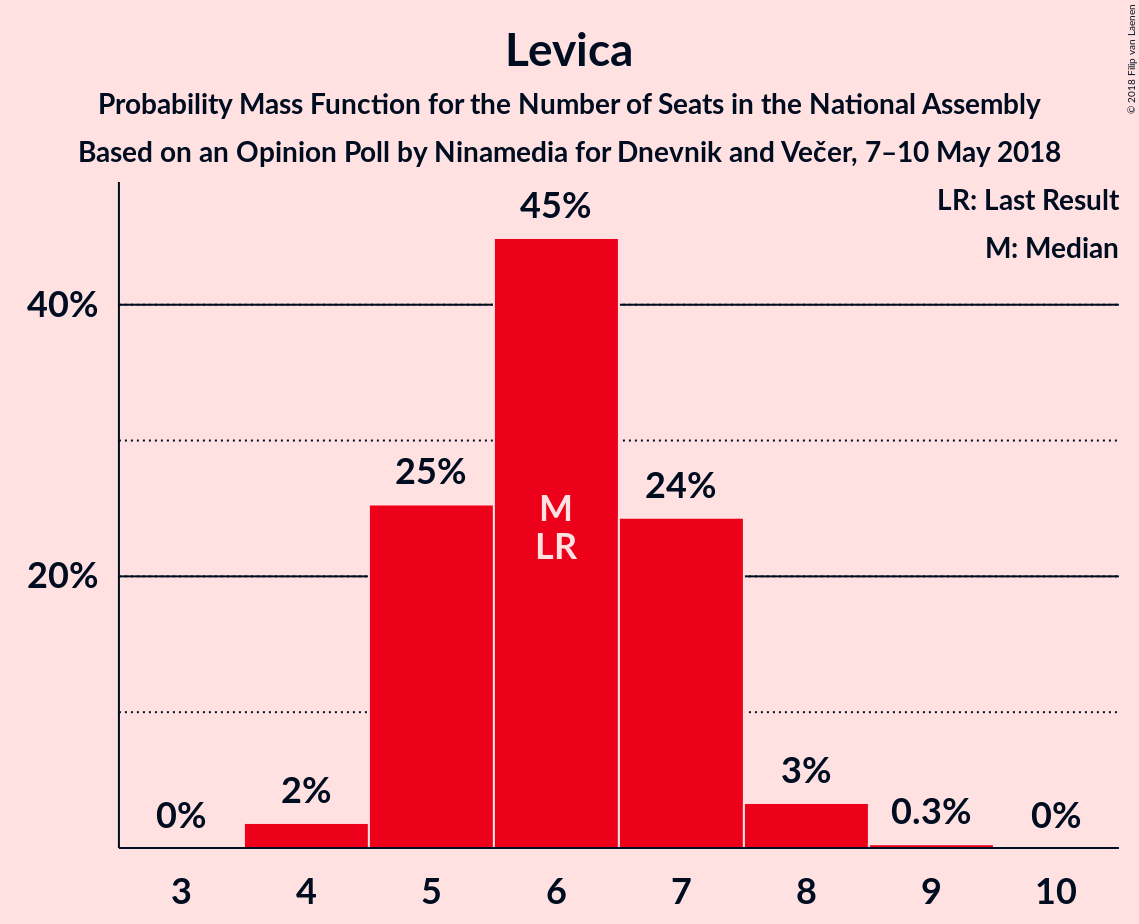 Levica
Probability Mass Function for the Number of Seats in the National Assembly
Based on an Opinion Poll by Ninamedia for Dnevnik and Večer, 7–10 May 2018
© 2018 Filip van Laenen
LR: Last Result
M: Median
40%
20%
0%
2%
25%
45%
24%
3%
0.3%
0%
M
LR
3 4 5 6 7 8 9 10